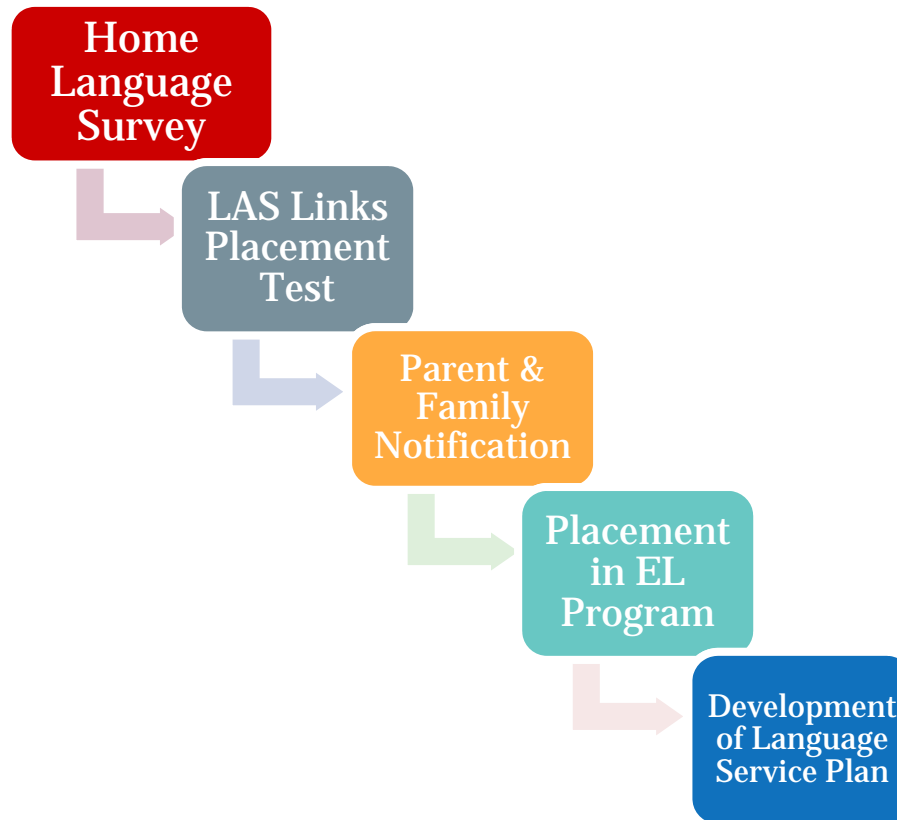 Home
Language
Survey
LAS Links
Placement
Test
Parent &
Family
Notification
Placement
in EL
Program
Development
of Language
Service Plan